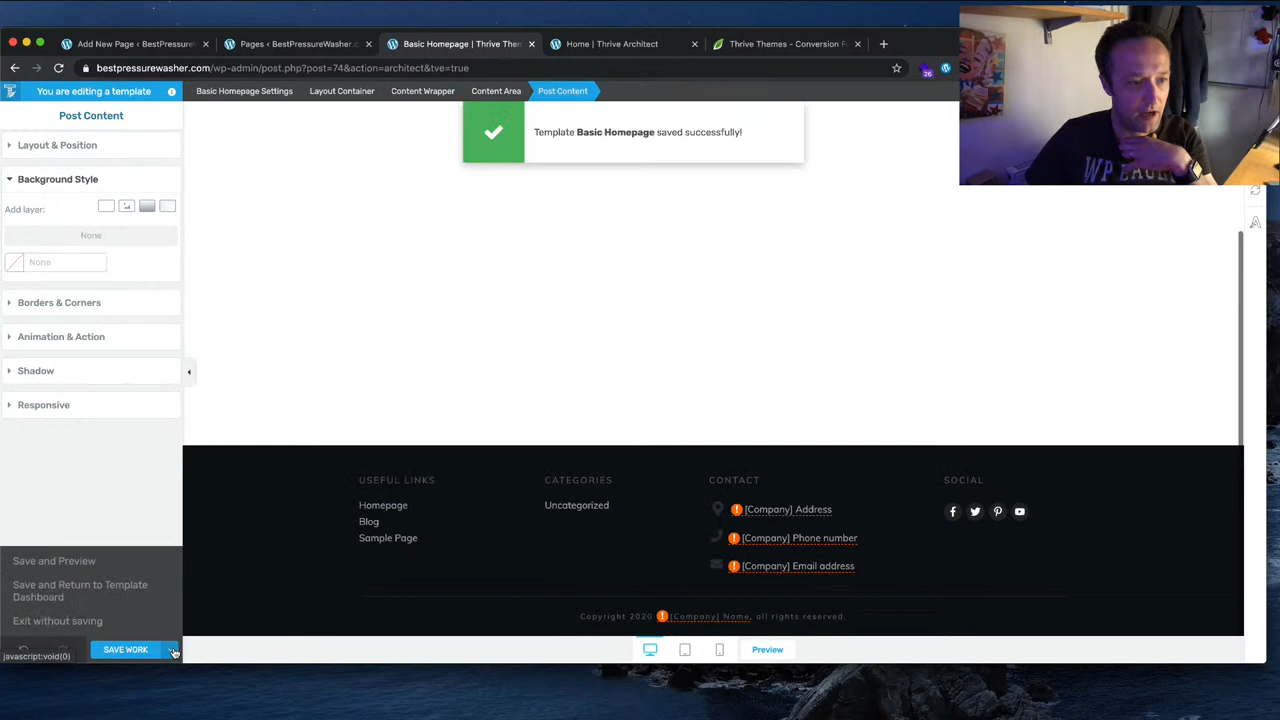 Add New Page ‹ BestPressure
Pages ‹ BestPressureWasher.c
Basic Homepage | Thrive Them
Home | Thrive Architect
Thrive Themes - Conversion F
bestpressurewasher.com/wp-admin/post.php?post=74&action=architect&tve=true
26
You are editing a template
Basic Homepage Settings
Layout Container
Content Wrapper
Content Area
Post Content
Post Content
Template Basic Homepage saved successfully!
Layout & Position
Background Style
Add layer:
None
None
Borders & Corners
Animation & Action
Shadow
Responsive
USEFUL LINKS
CATEGORIES
CONTACT
SOCIAL
Homepage
Uncategorized
[Company] Address
Blog
Sample Page
[Company] Phone number
[Company] Email address
Save and Preview
Save and Return to Template
Dashboard
Exit without saving
Copyright 2020 [Company] Name, all rights reserved
SAVE WORK
javascript:void(0)
Preview